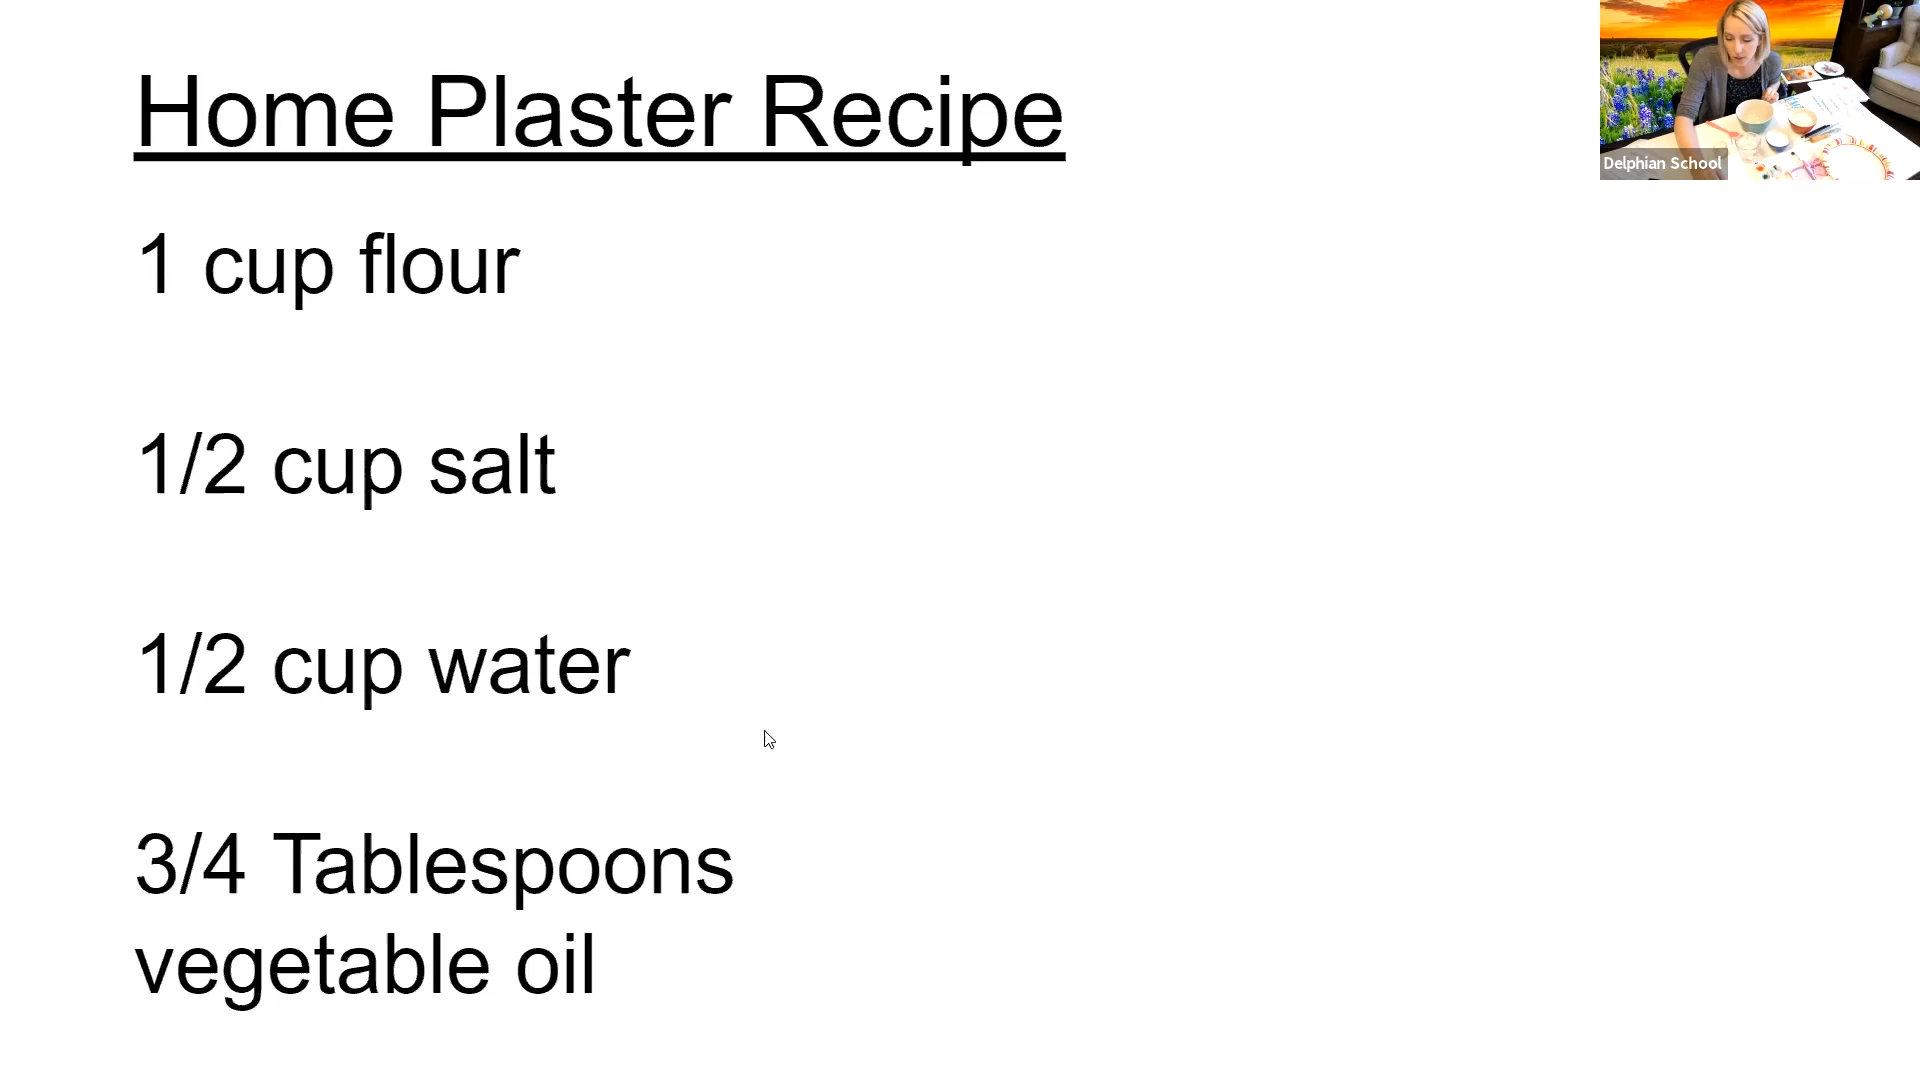 Home Plaster Recipe
1 cup flour
1/2 cup salt
1/2 cup water
3/4 Tablespoons
vegetable oil
Delphian School